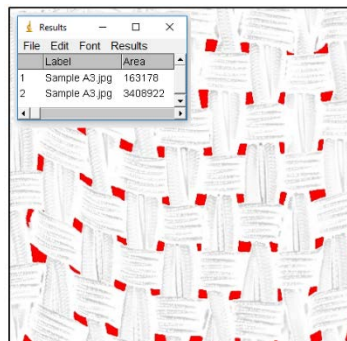 Results
File Edit Font Results
Label Area
1 Sample A3.jpg 163178
2 Sample A3.jpg 3408922